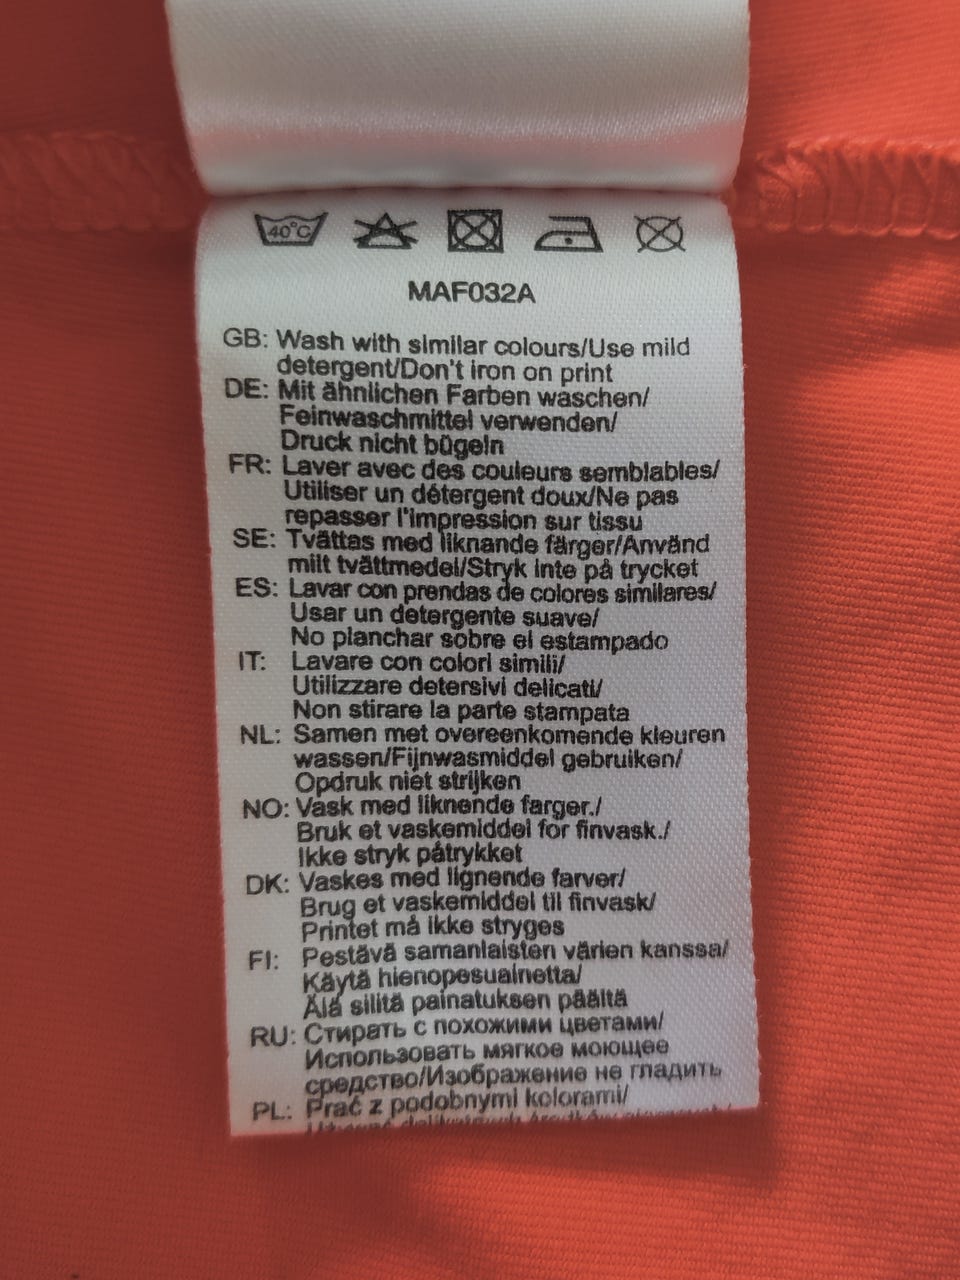 40°C
MAF032A
GB: Wash with similar colours/Use mild
detergent/Don't iron on print
DE: Mit ähnlichen Farben waschen/
Feinwaschmittel verwenden/
Druck nicht bügeln
FR: Laver avec des couleurs semblables/
Utiliser un détergent doux/Ne pas
repasser l'impression sur tissu
SE: Tvättas med liknande färger/Använd
milt tvättmedel/Stryk inte på trycket
ES: Lavar con prendas de colores similares/
Usar un detergente suave/
No planchar sobre el estampado
IT: Lavare con colori simili/
Utilizzare detersivi delicati/
Non stirare la parte stampata
NL: Samen met overeenkomende kleuren
wassen/Fijnwasmiddel gebruiken/
Opdruk niet strijken
NO: Vask med liknende farger./
Bruk et vaskemiddel for finvask./
Ikke stryk påtrykket
DK: Vaskes med lignende farver/
Brug et vaskemiddel til finvask/
Printet må ikke stryges
FI: Pestävä samanlaisten värien kanssa/
Käytä hienopesuainetta/
Älä silitä painatuksen päältä
RU: Стирать с похожими цветами/
Использовать мягкое моющее
средство/Изображение не гладить
PL: Prać z podobnymi kolorami/